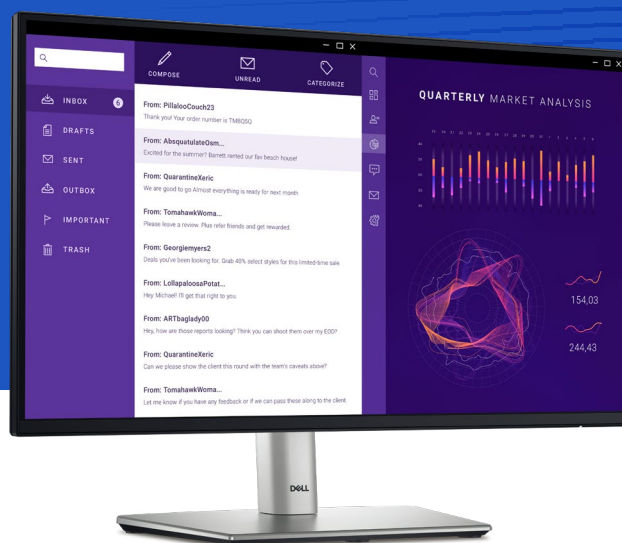 COMPOSE
UNREAD
CATEGORIZE
INBOX 6
DRAFTS
SENT
OUTBOX
IMPORTANT
TRASH
From: PillalooCouch23
Thank you! Your order number is TM6Q5Q
From: AbsquatulateOsm...
Excited for the summer? Barrett rented our fav beach house!
From: QuarantineXeric
We are good to go Almost everything is ready for next month
From: TomahawkWoma...
Please leave a review. Plus refer friends and get rewarded.
From: Georgiemyers2
Deals you've been looking for. Grab 40% select styles for this limited-time sale
From: LollapaloosaPotat...
Hey Michael! I'll get that right to you.
From: ARTbaglady00
Hey, how are those reports looking? Think you can shoot them over my EOD?
From: QuarantineXeric
Can we please show the client this round with the team's caveats above?
From: TomahawkWoma...
Let me know if you have any feedback or if we can pass these along to the client
QUARTERLY MARKET ANALYSIS
154,03
244,43
DELL